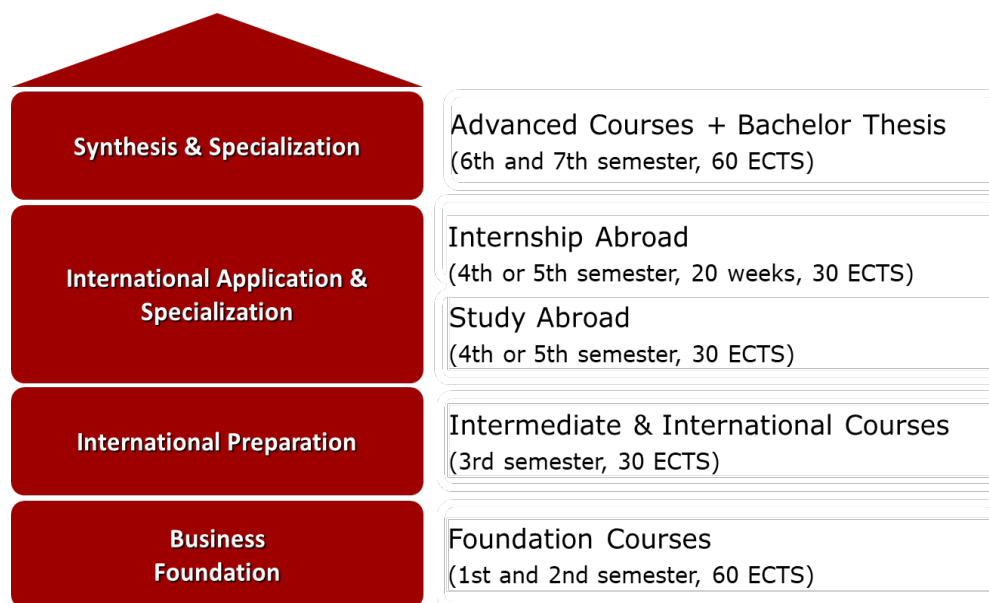 Synthesis & Specialization
Advanced Courses + Bachelor Thesis
(6th and 7th semester, 60 ECTS)
International Application &
Specialization
Internship Abroad
(4th or 5th semester, 20 weeks, 30 ECTS)
Study Abroad
(4th or 5th semester, 30 ECTS)
International Preparation
Intermediate & International Courses
(3rd semester, 30 ECTS)
Business
Foundation
Foundation Courses
(1st and 2nd semester, 60 ECTS)